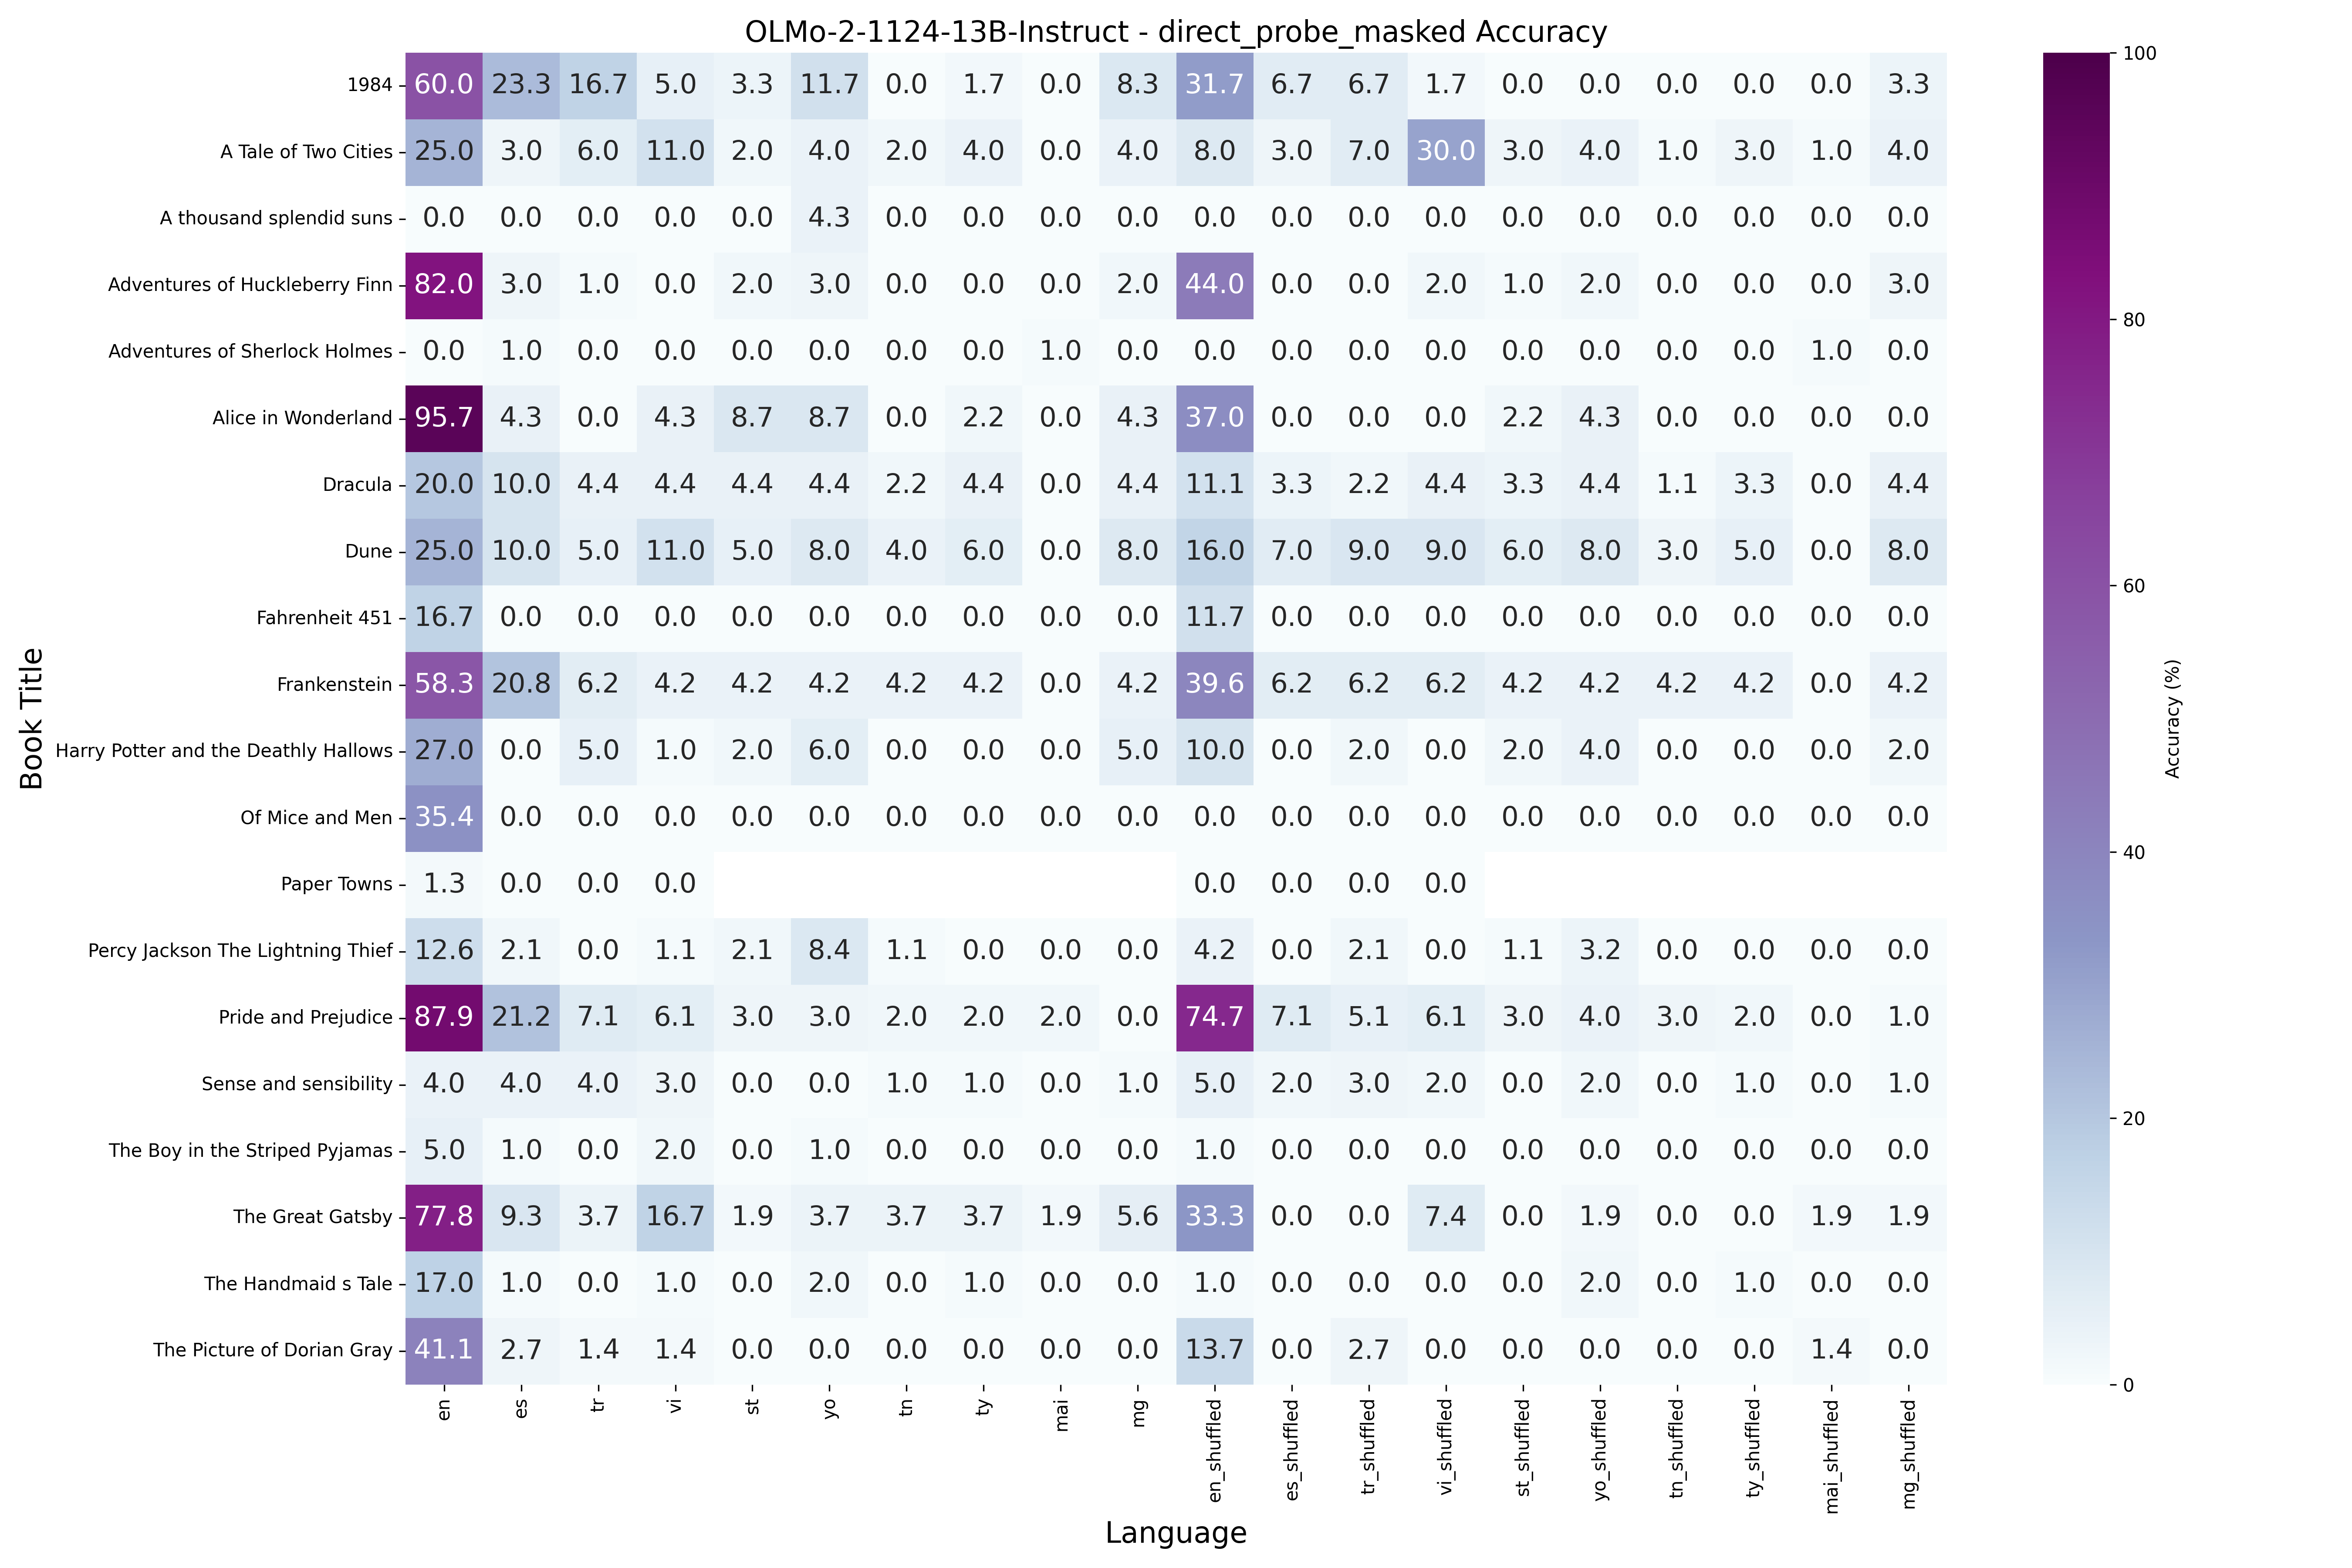 OLMo-2-1124-13B-Instruct - direct_probe_masked Accuracy
1984 60.0 23.3 16.7 5.0 3.3 11.7 0.0 1.7 0.0 8.3 31.7 6.7 6.7 1.7 0.0 0.0 0.0 0.0 0.0 3.3
A Tale of Two Cities 25.0 3.0 6.0 11.0 2.0 4.0 2.0 4.0 0.0 4.0 8.0 3.0 7.0 30.0 3.0 4.0 1.0 3.0 1.0 4.0
A thousand splendid suns 0.0 0.0 0.0 0.0 0.0 4.3 0.0 0.0 0.0 0.0 0.0 0.0 0.0 0.0 0.0 0.0 0.0 0.0 0.0 0.0
Adventures of Huckleberry Finn 82.0 3.0 1.0 0.0 2.0 3.0 0.0 0.0 0.0 2.0 44.0 0.0 0.0 2.0 1.0 2.0 0.0 0.0 0.0 3.0
Adventures of Sherlock Holmes 0.0 1.0 0.0 0.0 0.0 0.0 0.0 0.0 1.0 0.0 0.0 0.0 0.0 0.0 0.0 0.0 0.0 0.0 1.0 0.0
Alice in Wonderland 95.7 4.3 0.0 4.3 8.7 8.7 0.0 2.2 0.0 4.3 37.0 0.0 0.0 0.0 2.2 4.3 0.0 0.0 0.0 0.0
Dracula 20.0 10.0 4.4 4.4 4.4 4.4 2.2 4.4 0.0 4.4 11.1 3.3 2.2 4.4 3.3 4.4 1.1 3.3 0.0 4.4
Dune 25.0 10.0 5.0 11.0 5.0 8.0 4.0 6.0 0.0 8.0 16.0 7.0 9.0 9.0 6.0 8.0 3.0 5.0 0.0 8.0
Fahrenheit 451 16.7 0.0 0.0 0.0 0.0 0.0 0.0 0.0 0.0 0.0 11.7 0.0 0.0 0.0 0.0 0.0 0.0 0.0 0.0 0.0
Frankenstein 58.3 20.8 6.2 4.2 4.2 4.2 4.2 4.2 0.0 4.2 39.6 6.2 6.2 6.2 4.2 4.2 4.2 4.2 0.0 4.2
Harry Potter and the Deathly Hallows 27.0 0.0 5.0 1.0 2.0 6.0 0.0 0.0 0.0 5.0 10.0 0.0 2.0 0.0 2.0 4.0 0.0 0.0 0.0 2.0
Of Mice and Men 35.4 0.0 0.0 0.0 0.0 0.0 0.0 0.0 0.0 0.0 0.0 0.0 0.0 0.0 0.0 0.0 0.0 0.0 0.0 0.0
Paper Towns 1.3 0.0 0.0 0.0 0.0 0.0 0.0 0.0
Percy Jackson The Lightning Thief 12.6 2.1 0.0 1.1 2.1 8.4 1.1 0.0 0.0 0.0 4.2 0.0 2.1 0.0 1.1 3.2 0.0 0.0 0.0 0.0
Pride and Prejudice 87.9 21.2 7.1 6.1 3.0 3.0 2.0 2.0 2.0 0.0 74.7 7.1 5.1 6.1 3.0 4.0 3.0 2.0 0.0 1.0
Sense and sensibility 4.0 4.0 4.0 3.0 0.0 0.0 1.0 1.0 0.0 1.0 5.0 2.0 3.0 2.0 0.0 2.0 0.0 1.0 0.0 1.0
The Boy in the Striped Pyjamas 5.0 1.0 0.0 2.0 0.0 1.0 0.0 0.0 0.0 0.0 1.0 0.0 0.0 0.0 0.0 0.0 0.0 0.0 0.0 0.0
The Great Gatsby 77.8 9.3 3.7 16.7 1.9 3.7 3.7 3.7 1.9 5.6 33.3 0.0 0.0 7.4 0.0 1.9 0.0 0.0 1.9 1.9
The Handmaid s Tale 17.0 1.0 0.0 1.0 0.0 2.0 0.0 1.0 0.0 0.0 1.0 0.0 0.0 0.0 0.0 2.0 0.0 1.0 0.0 0.0
The Picture of Dorian Gray 41.1 2.7 1.4 1.4 0.0 0.0 0.0 0.0 0.0 0.0 13.7 0.0 2.7 0.0 0.0 0.0 0.0 0.0 1.4 0.0
en es tr vi st yo tn ty mai mg en_shuffled es_shuffled tr_shuffled vi_shuffled st_shuffled yo_shuffled tn_shuffled ty_shuffled mai_shuffled mg_shuffled
Language
Book Title
100
80
60
40
20
0
Accuracy (%)